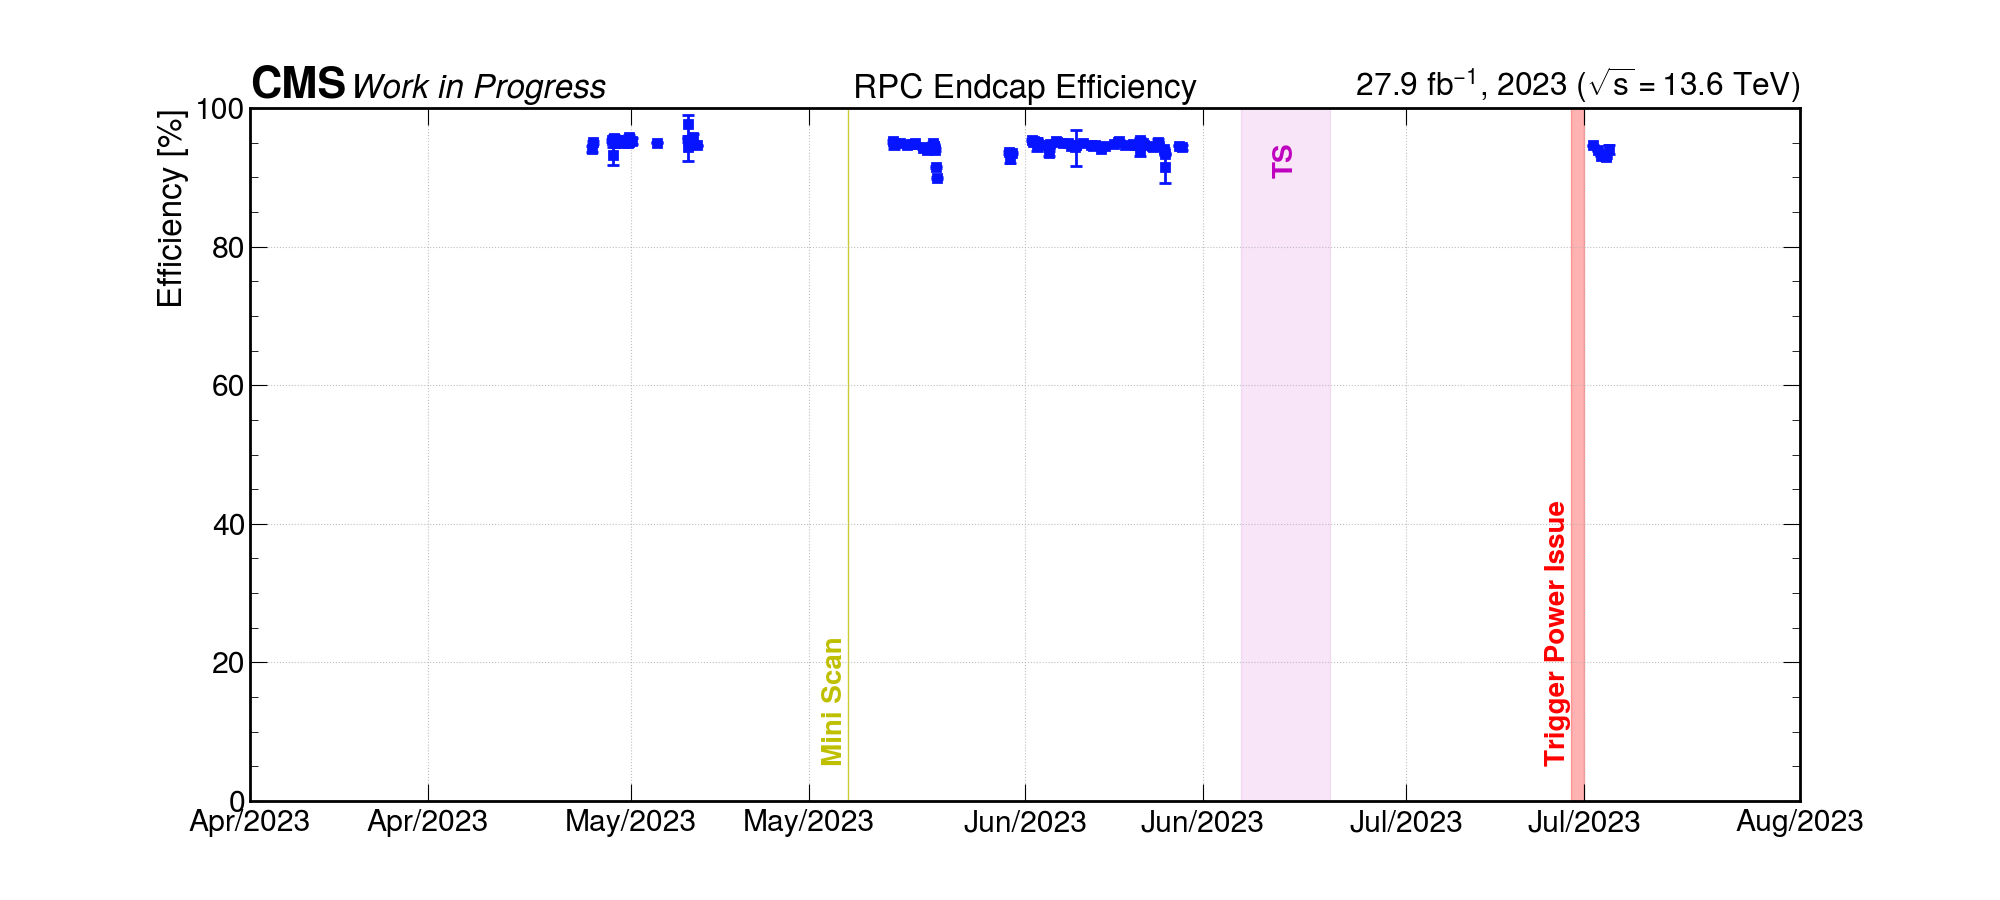 CMS Work in Progress RPC Endcap Efficiency 27.9 fb⁻¹, 2023 (√s = 13.6 TeV)
Efficiency [%]
100
80
60
40
20
0
TS
Mini Scan
Trigger Power Issue
Apr/2023 Apr/2023 May/2023 May/2023 Jun/2023 Jun/2023 Jul/2023 Jul/2023 Aug/2023